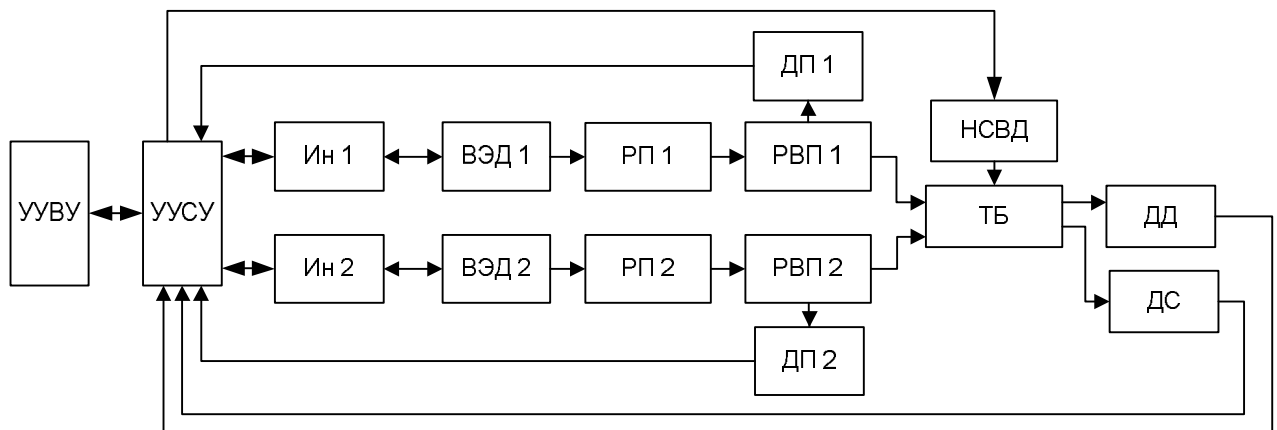 ДП 1
НСВД
Ин 1
ВЭД 1
РП 1
РВП 1
УУВУ
УУСУ
ТБ
ДД
Ин 2
ВЭД 2
РП 2
РВП 2
ДС
ДП 2